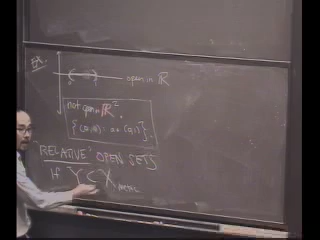 Ex.
( ) open in ℝ
not open in ℝ².
{(a,0): a ∈ (0,1)}.
"RELATIVE" OPEN SETS
If Y ⊂ X metric